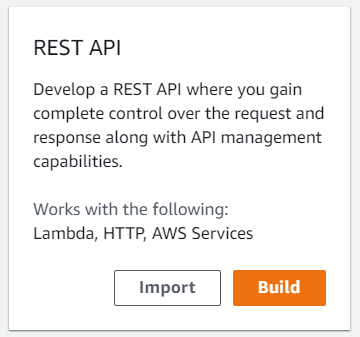 REST API
Develop a REST API where you gain
complete control over the request and
response along with API management
capabilities.
Works with the following:
Lambda, HTTP, AWS Services
Import
Build